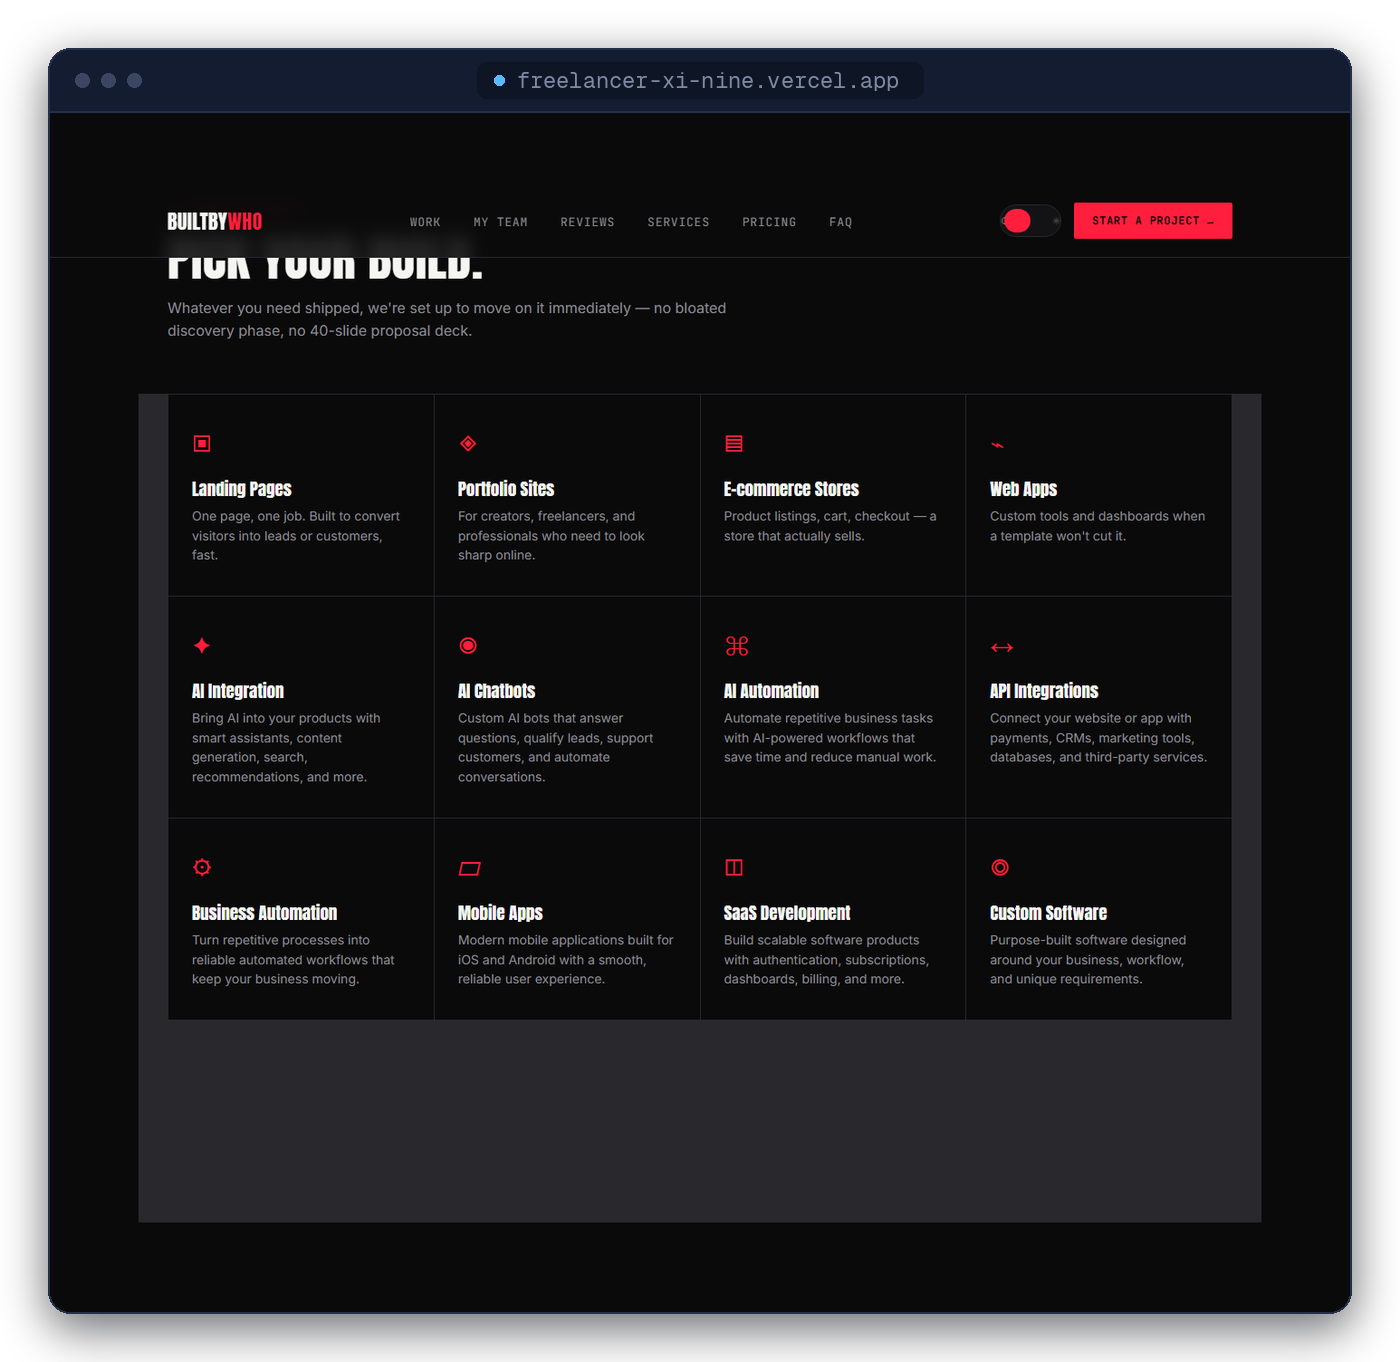 freelancer-xi-nine.vercel.app
BUILTBYWHO
WORK
MY TEAM
REVIEWS
SERVICES
PRICING
FAQ
START A PROJECT →
PICK YOUR BUILD.
Whatever you need shipped, we're set up to move on it immediately — no bloated
discovery phase, no 40-slide proposal deck.
Landing Pages
One page, one job. Built to convert
visitors into leads or customers,
fast.
Portfolio Sites
For creators, freelancers, and
professionals who need to look
sharp online.
E-commerce Stores
Product listings, cart, checkout — a
store that actually sells.
Web Apps
Custom tools and dashboards when
a template won't cut it.
AI Integration
Bring AI into your products with
smart assistants, content
generation, search,
recommendations, and more.
AI Chatbots
Custom AI bots that answer
questions, qualify leads, support
customers, and automate
conversations.
AI Automation
Automate repetitive business tasks
with AI-powered workflows that
save time and reduce manual work.
API Integrations
Connect your website or app with
payments, CRMs, marketing tools,
databases, and third-party services.
Business Automation
Turn repetitive processes into
reliable automated workflows that
keep your business moving.
Mobile Apps
Modern mobile applications built for
iOS and Android with a smooth,
reliable user experience.
SaaS Development
Build scalable software products
with authentication, subscriptions,
dashboards, billing, and more.
Custom Software
Purpose-built software designed
around your business, workflow,
and unique requirements.